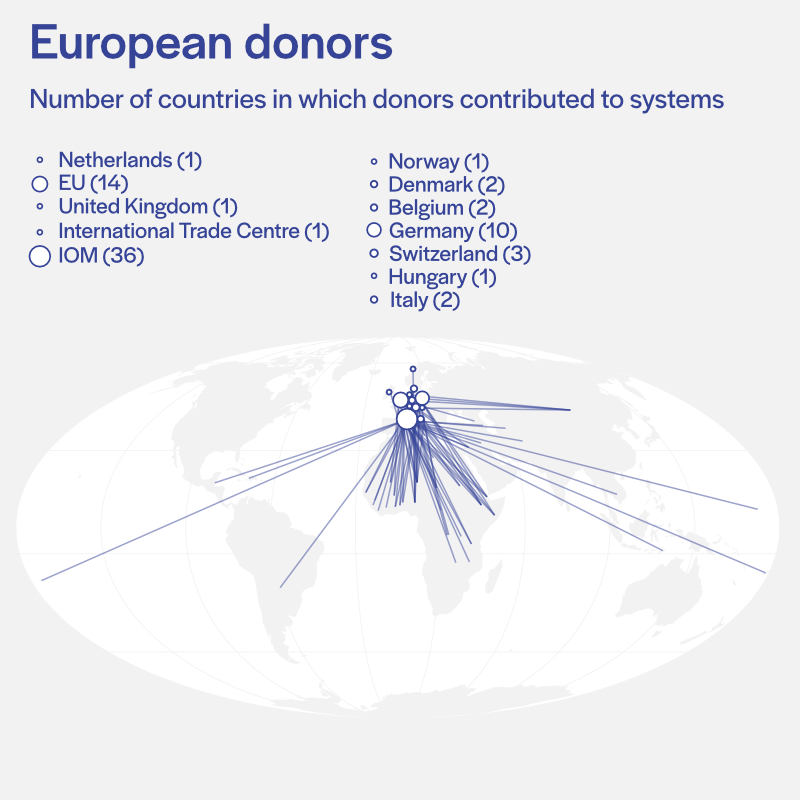 European donors
Number of countries in which donors contributed to systems
Netherlands (1)
EU (14)
United Kingdom (1)
International Trade Centre (1)
IOM (36)
Norway (1)
Denmark (2)
Belgium (2)
Germany (10)
Switzerland (3)
Hungary (1)
Italy (2)